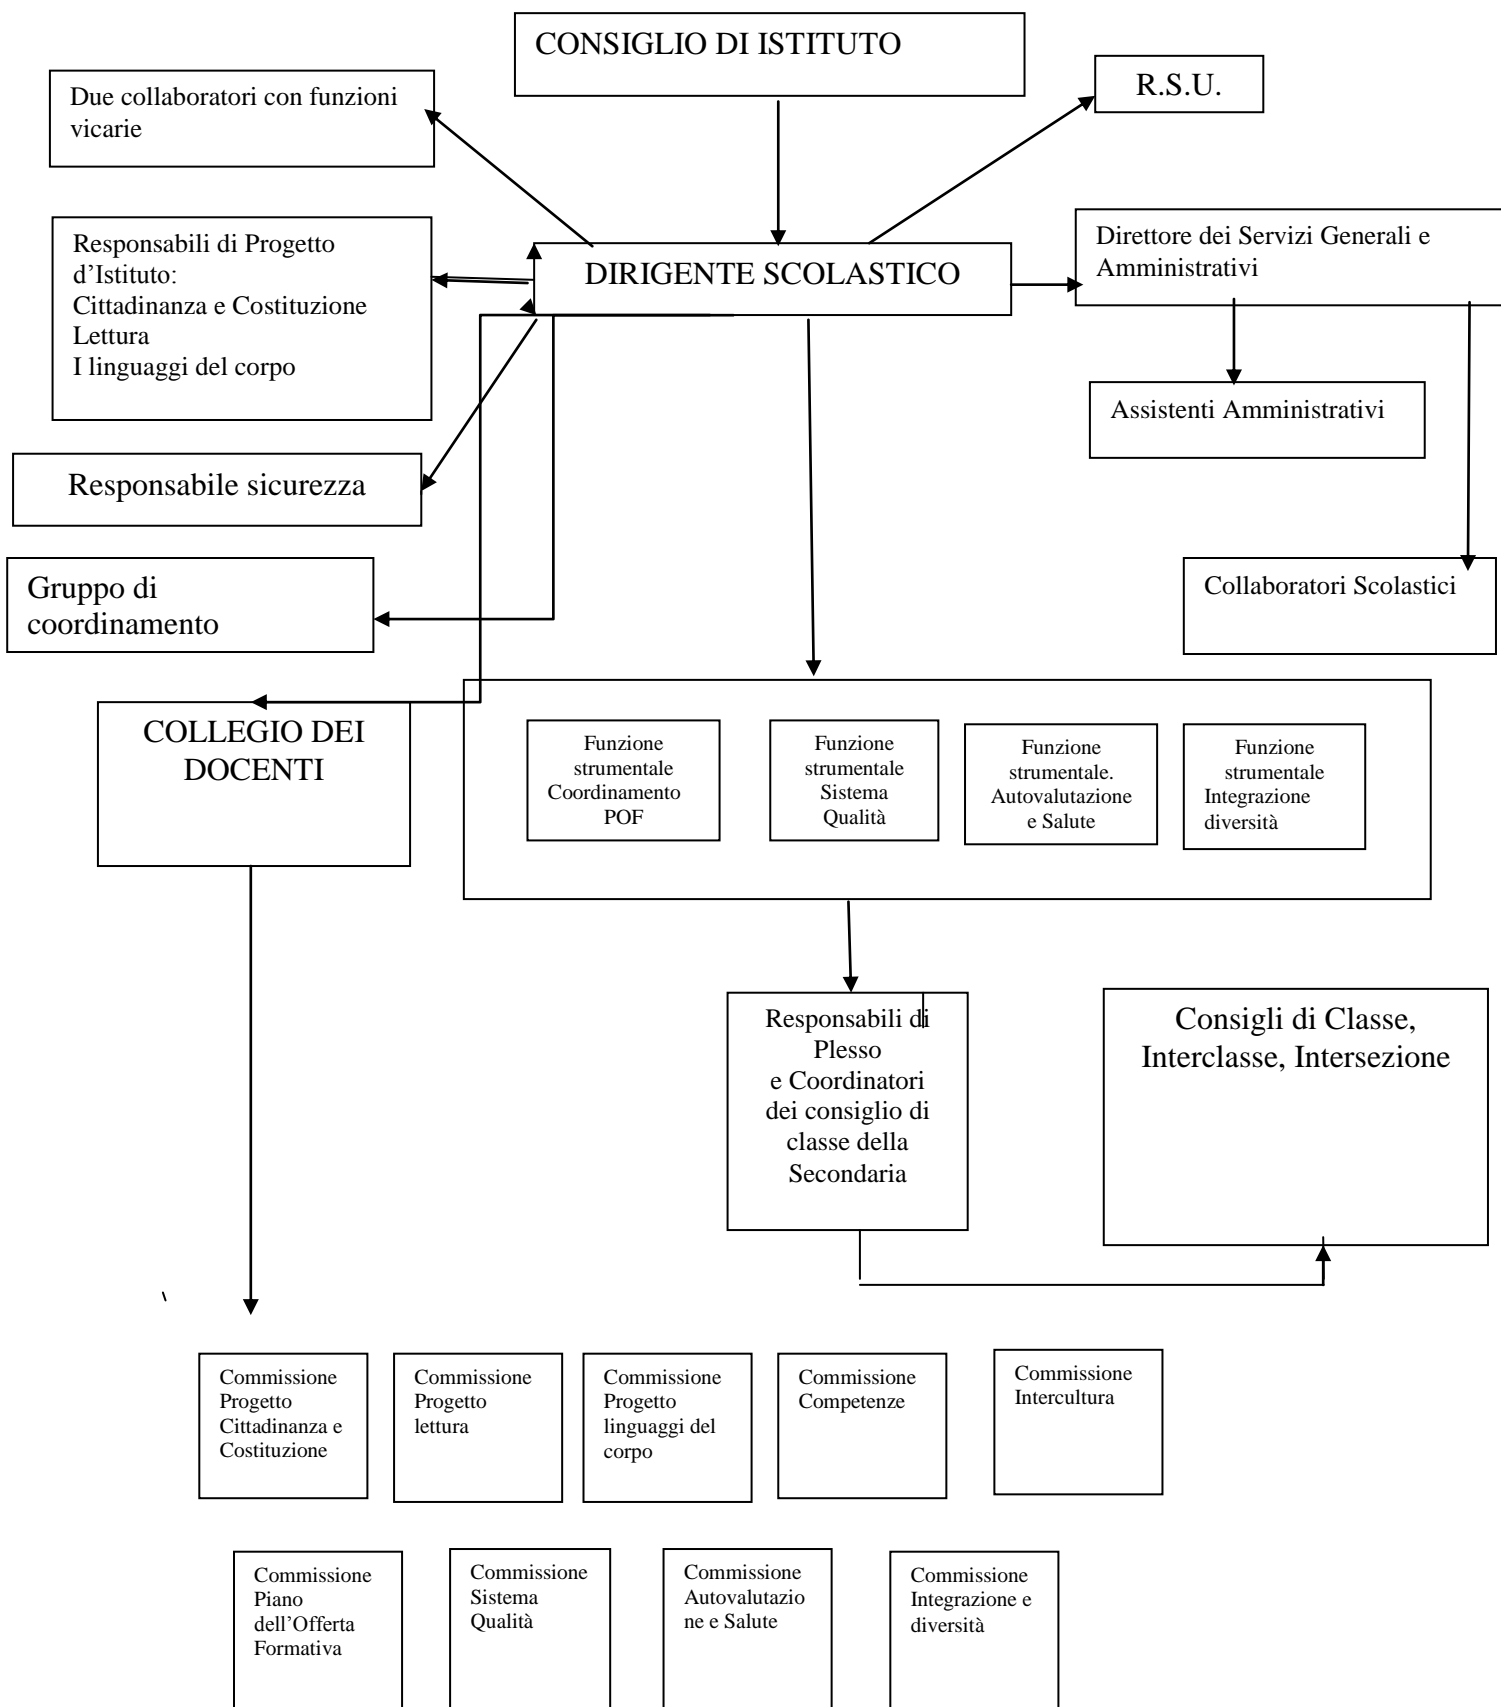 CONSIGLIO DI ISTITUTO
R.S.U.
Due collaboratori con funzioni
vicarie
Responsabili di Progetto
d’Istituto:
Cittadinanza e Costituzione
Lettura
I linguaggi del corpo
DIRIGENTE SCOLASTICO
Direttore dei Servizi Generali e
Amministrativi
Assistenti Amministrativi
Responsabile sicurezza
Gruppo di
coordinamento
Collaboratori Scolastici
COLLEGIO DEI
DOCENTI
Funzione
strumentale
Coordinamento
POF
Funzione
strumentale
Sistema
Qualità
Funzione
strumentale.
Autovalutazione
e Salute
Funzione
strumentale
Integrazione
diversità
Responsabili di
Plesso
e Coordinatori
dei consiglio di
classe della
Secondaria
Consigli di Classe,
Interclasse, Intersezione
Commissione
Progetto
Cittadinanza e
Costituzione
Commissione
Progetto
lettura
Commissione
Progetto
linguaggi del
corpo
Commissione
Competenze
Commissione
Intercultura
Commissione
Piano
dell’Offerta
Formativa
Commissione
Sistema
Qualità
Commissione
Autovalutazio
ne e Salute
Commissione
Integrazione e
diversità